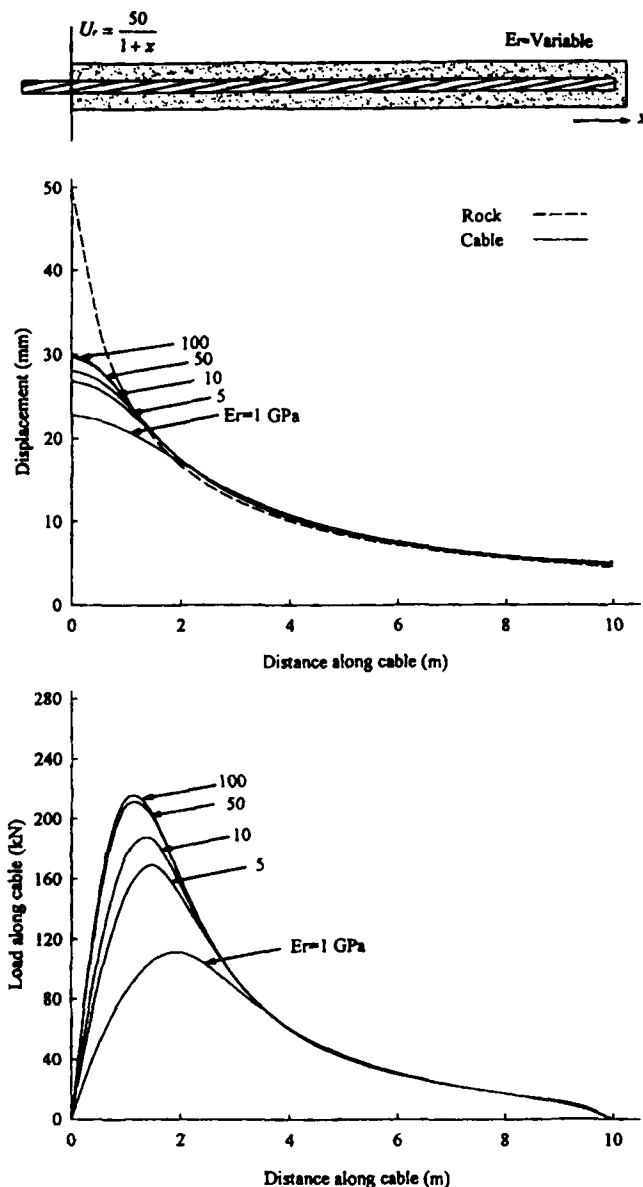 U_r = 50 / 1 + x
Er=Variable
x
50
40
30
20
10
0
Displacement (mm)
Rock
Cable
100
50
10
5
Er=1 GPa
0 2 4 6 8 10
Distance along cable (m)
280
240
200
160
120
80
40
0
Load along cable (kN)
100
50
10
5
Er=1 GPa
0 2 4 6 8 10
Distance along cable (m)